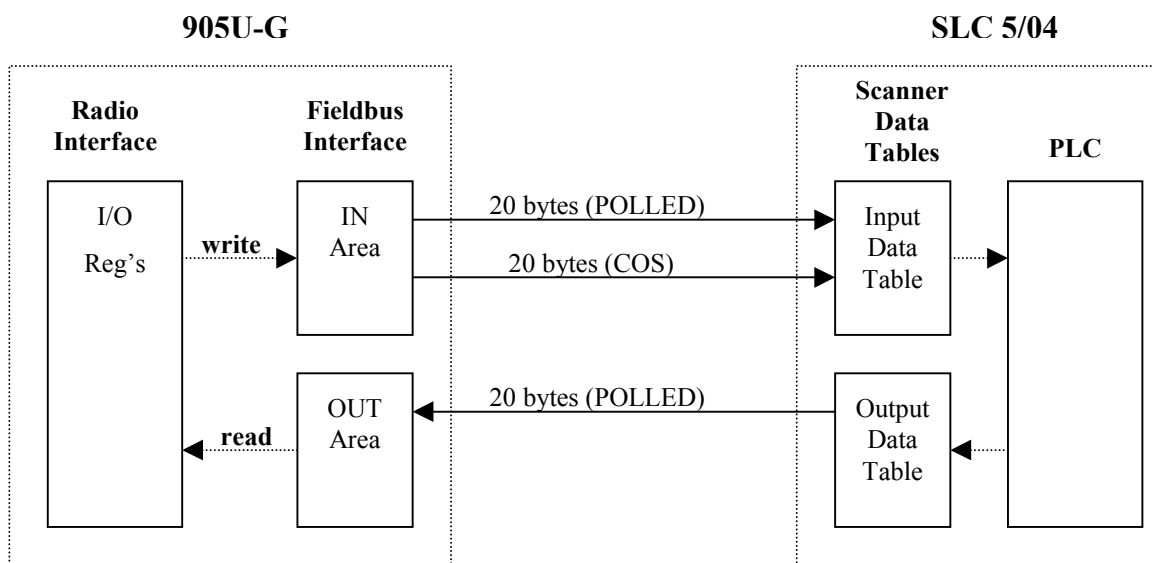 905U-G
SLC 5/04
Radio
Interface
Fieldbus
Interface
Scanner
Data
Tables
PLC
I/O
Reg's
write
IN
Area
20 bytes (POLLED)
20 bytes (COS)
Input
Data
Table
read
OUT
Area
20 bytes (POLLED)
Output
Data
Table